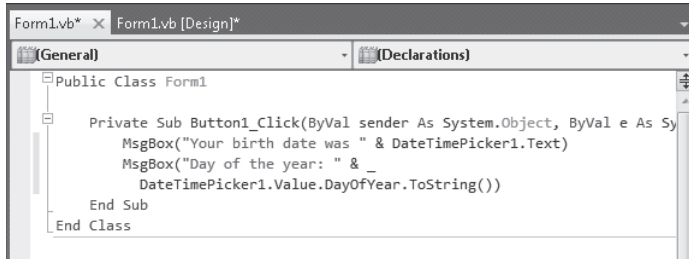 Form1.vb* × Form1.vb [Design]*
(General) (Declarations)
Public Class Form1
Private Sub Button1_Click(ByVal sender As System.Object, ByVal e As Sy
MsgBox("Your birth date was " & DateTimePicker1.Text)
MsgBox("Day of the year: " & _
DateTimePicker1.Value.DayOfYear.ToString())
End Sub
End Class